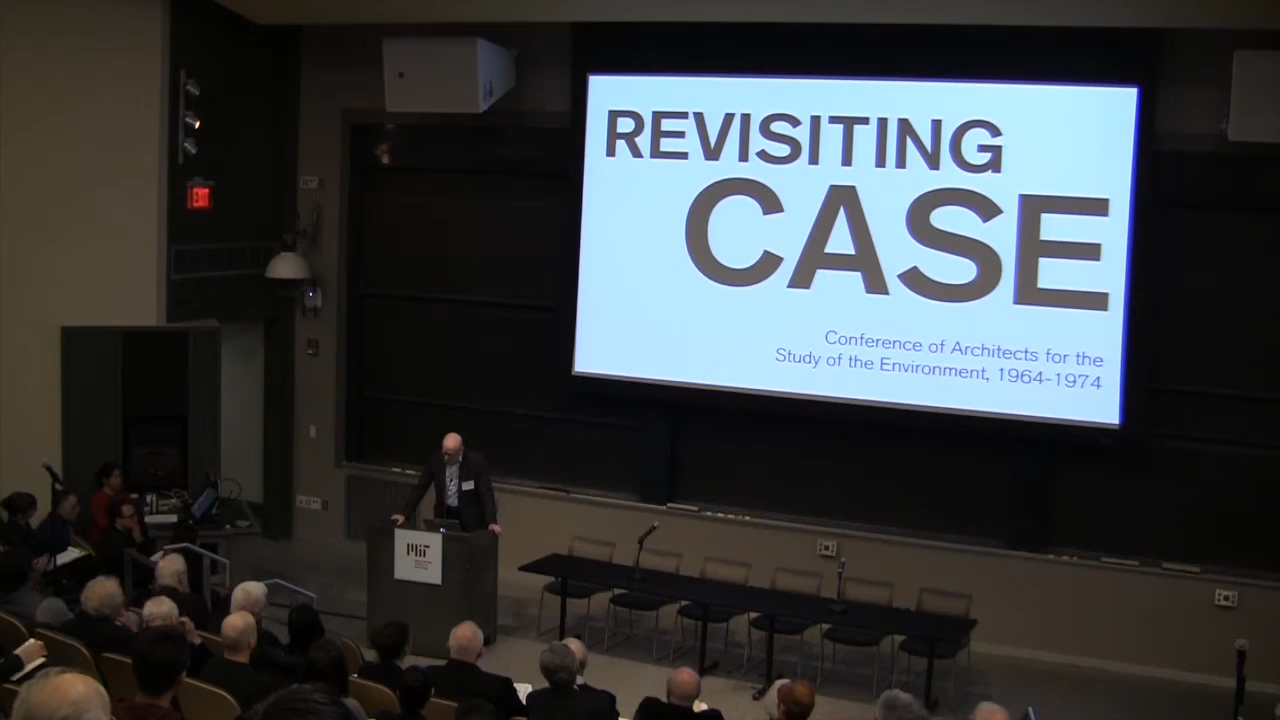 REVISITING
CASE
Conference of Architects for the
Study of the Environment, 1964-1974
EXIT
MIT